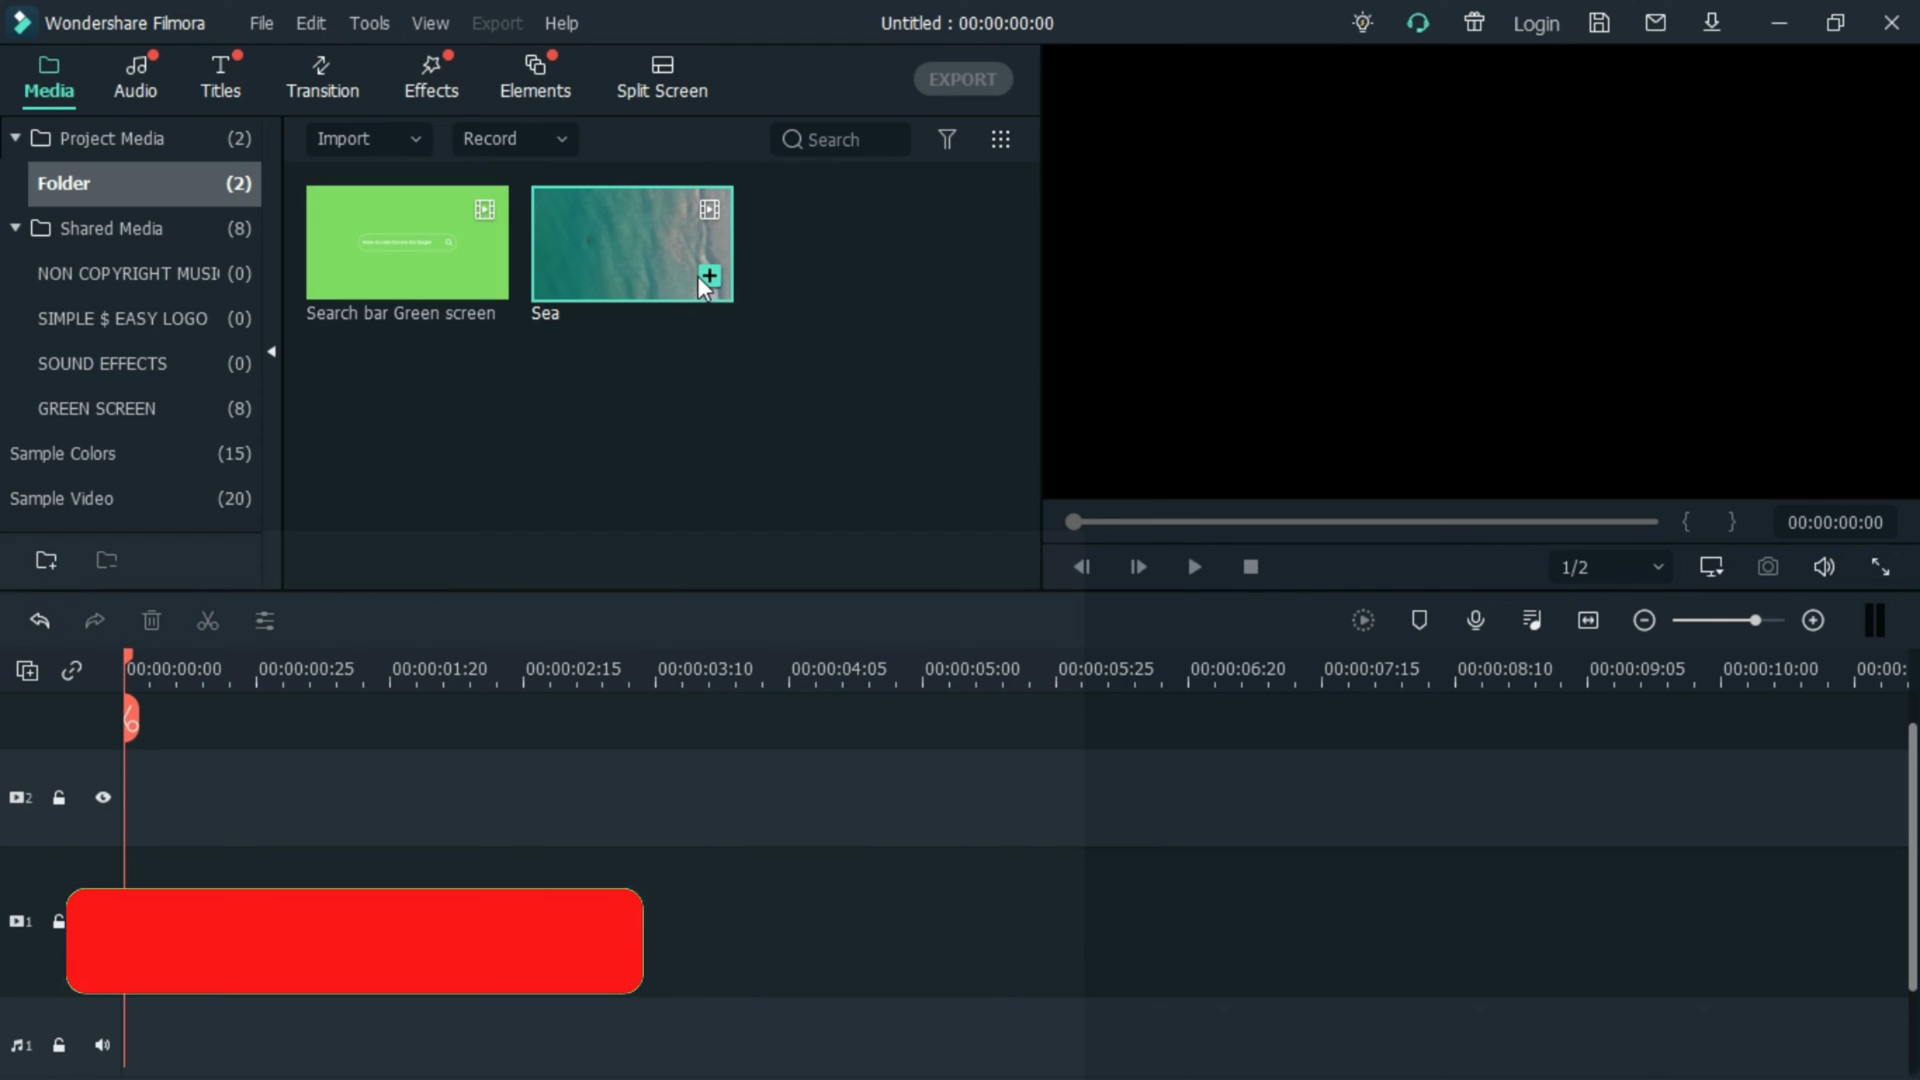 Wondershare Filmora File Edit Tools View Export Help Untitled : 00:00:00:00 Login
Media Audio Titles Transition Effects Elements Split Screen EXPORT
Project Media (2) Import Record Search
Folder (2)
Shared Media (8)
NON COPYRIGHT MUSI (0)
SIMPLE $ EASY LOGO (0)
SOUND EFFECTS (0)
GREEN SCREEN (8)
Sample Colors (15)
Sample Video (20)
Search bar Green screen Sea
00:00:00:00
1/2
00:00:00:00 00:00:00:25 00:00:01:20 00:00:02:15 00:00:03:10 00:00:04:05 00:00:05:00 00:00:05:25 00:00:06:20 00:00:07:15 00:00:08:10 00:00:09:05 00:00:10:00 00:00:
2
1
1